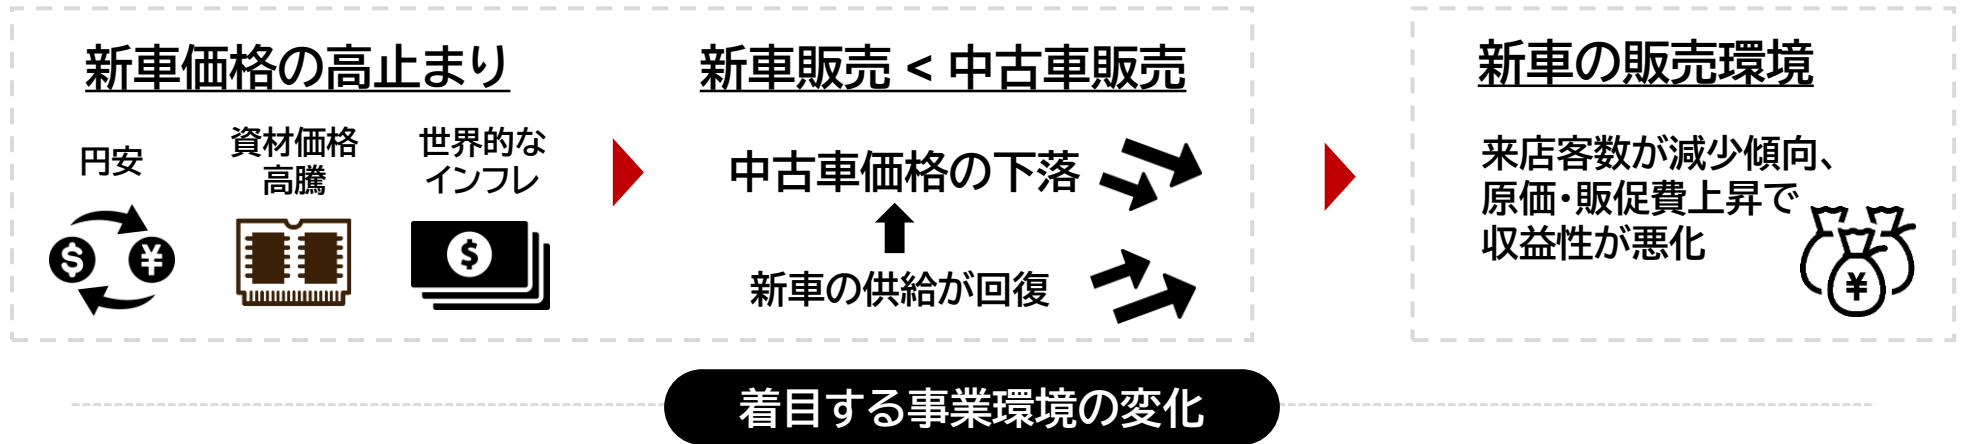 新車価格の高止まり
円安
資材価格
高騰
世界的な
インフレ
$
¥
$
新車販売 < 中古車販売
中古車価格の下落
新車の供給が回復
新車の販売環境
来店客数が減少傾向、
原価・販促費上昇で
収益性が悪化
¥
着目する事業環境の変化